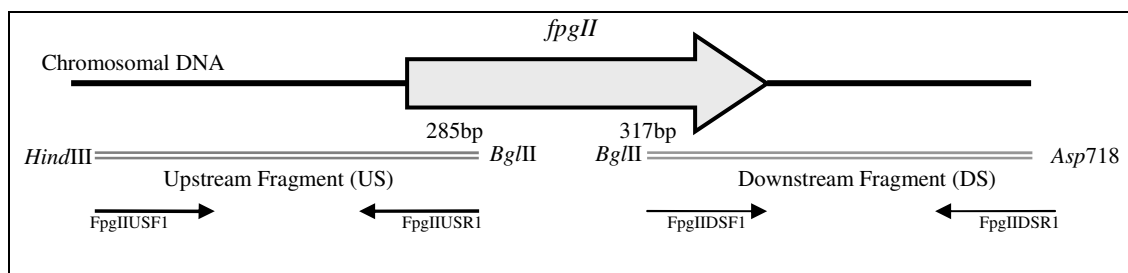 fpgII
Chromosomal DNA
285bp 317bp
HindIII BglII BglII Asp718
Upstream Fragment (US) Downstream Fragment (DS)
FpgIIUSF1 FpgIIUSR1 FpgIIDSF1 FpgIIDSR1